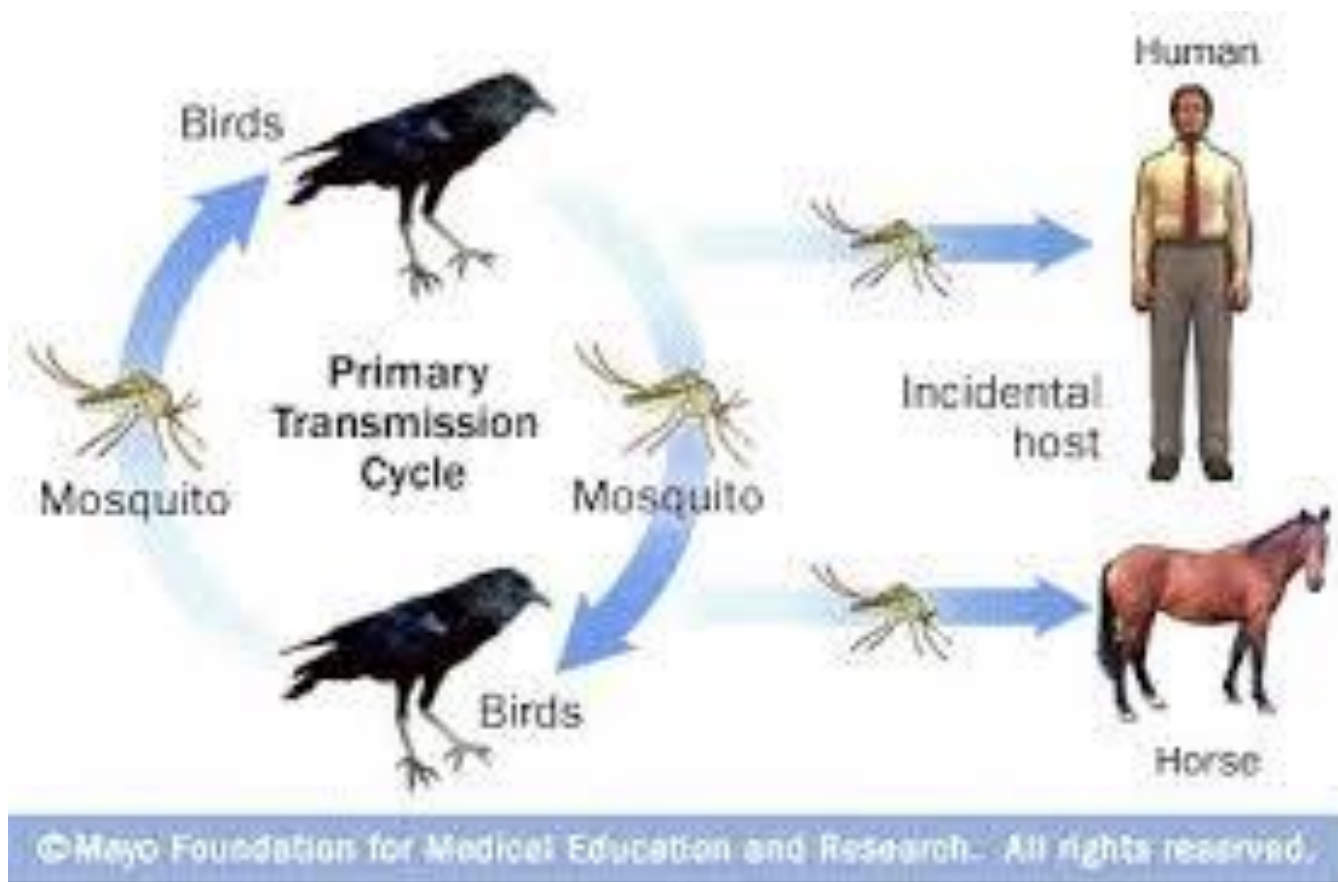 Human
Birds
Primary
Transmission
Cycle
Mosquito
Mosquito
Incidental
host
Birds
Horse
©Mayo Foundation for Medical Education and Research. All rights reserved.